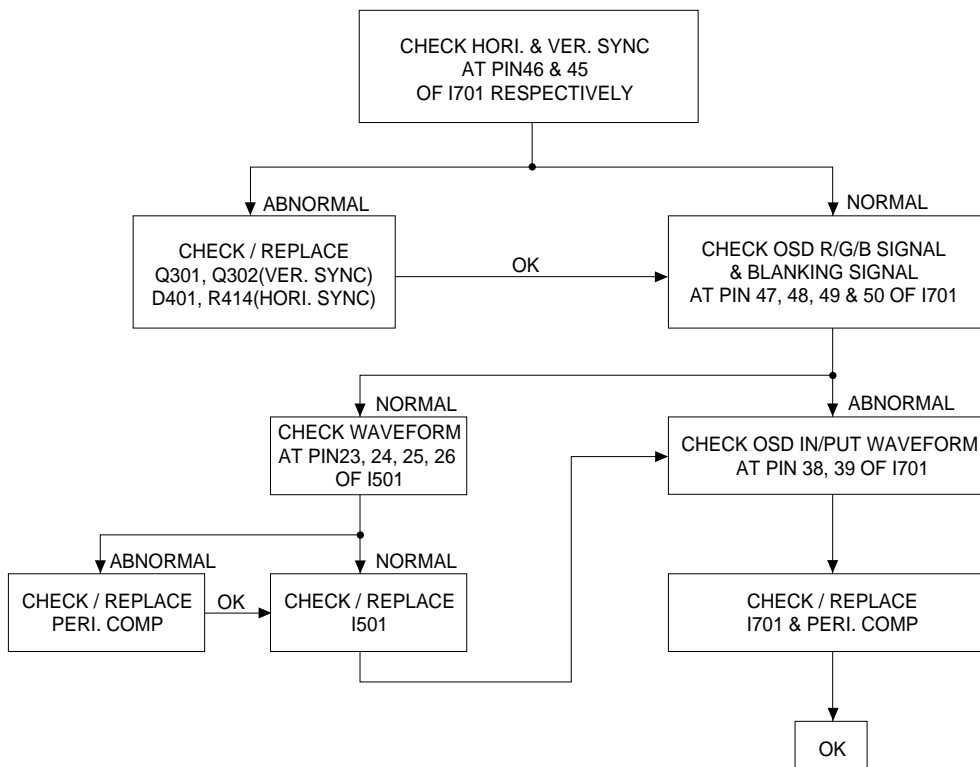 CHECK HORI. & VER. SYNC
AT PIN46 & 45
OF I701 RESPECTIVELY
ABNORMAL
NORMAL
CHECK / REPLACE
Q301, Q302(VER. SYNC)
D401, R414(HORI. SYNC)
OK
CHECK OSD R/G/B SIGNAL
& BLANKING SIGNAL
AT PIN 47, 48, 49 & 50 OF I701
NORMAL
ABNORMAL
CHECK WAVEFORM
AT PIN23, 24, 25, 26
OF I501
CHECK OSD IN/PUT WAVEFORM
AT PIN 38, 39 OF I701
ABNORMAL
NORMAL
CHECK / REPLACE
PERI. COMP
OK
CHECK / REPLACE
I501
CHECK / REPLACE
I701 & PERI. COMP
OK